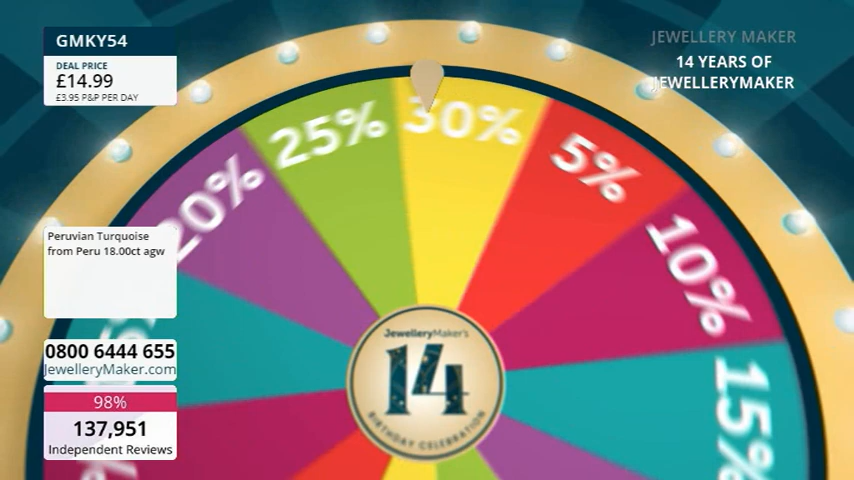 GMKY54
DEAL PRICE
£14.99
£3.95 P&P PER DAY
JEWELLERY MAKER
14 YEARS OF
JEWELLERYMAKER
20%
25%
30%
5%
10%
15%
Peruvian Turquoise
from Peru 18.00ct agw
0800 6444 655
JewelleryMaker.com
98%
137,951
Independent Reviews
JewelleryMaker's
14
BIRTHDAY CELEBRATION